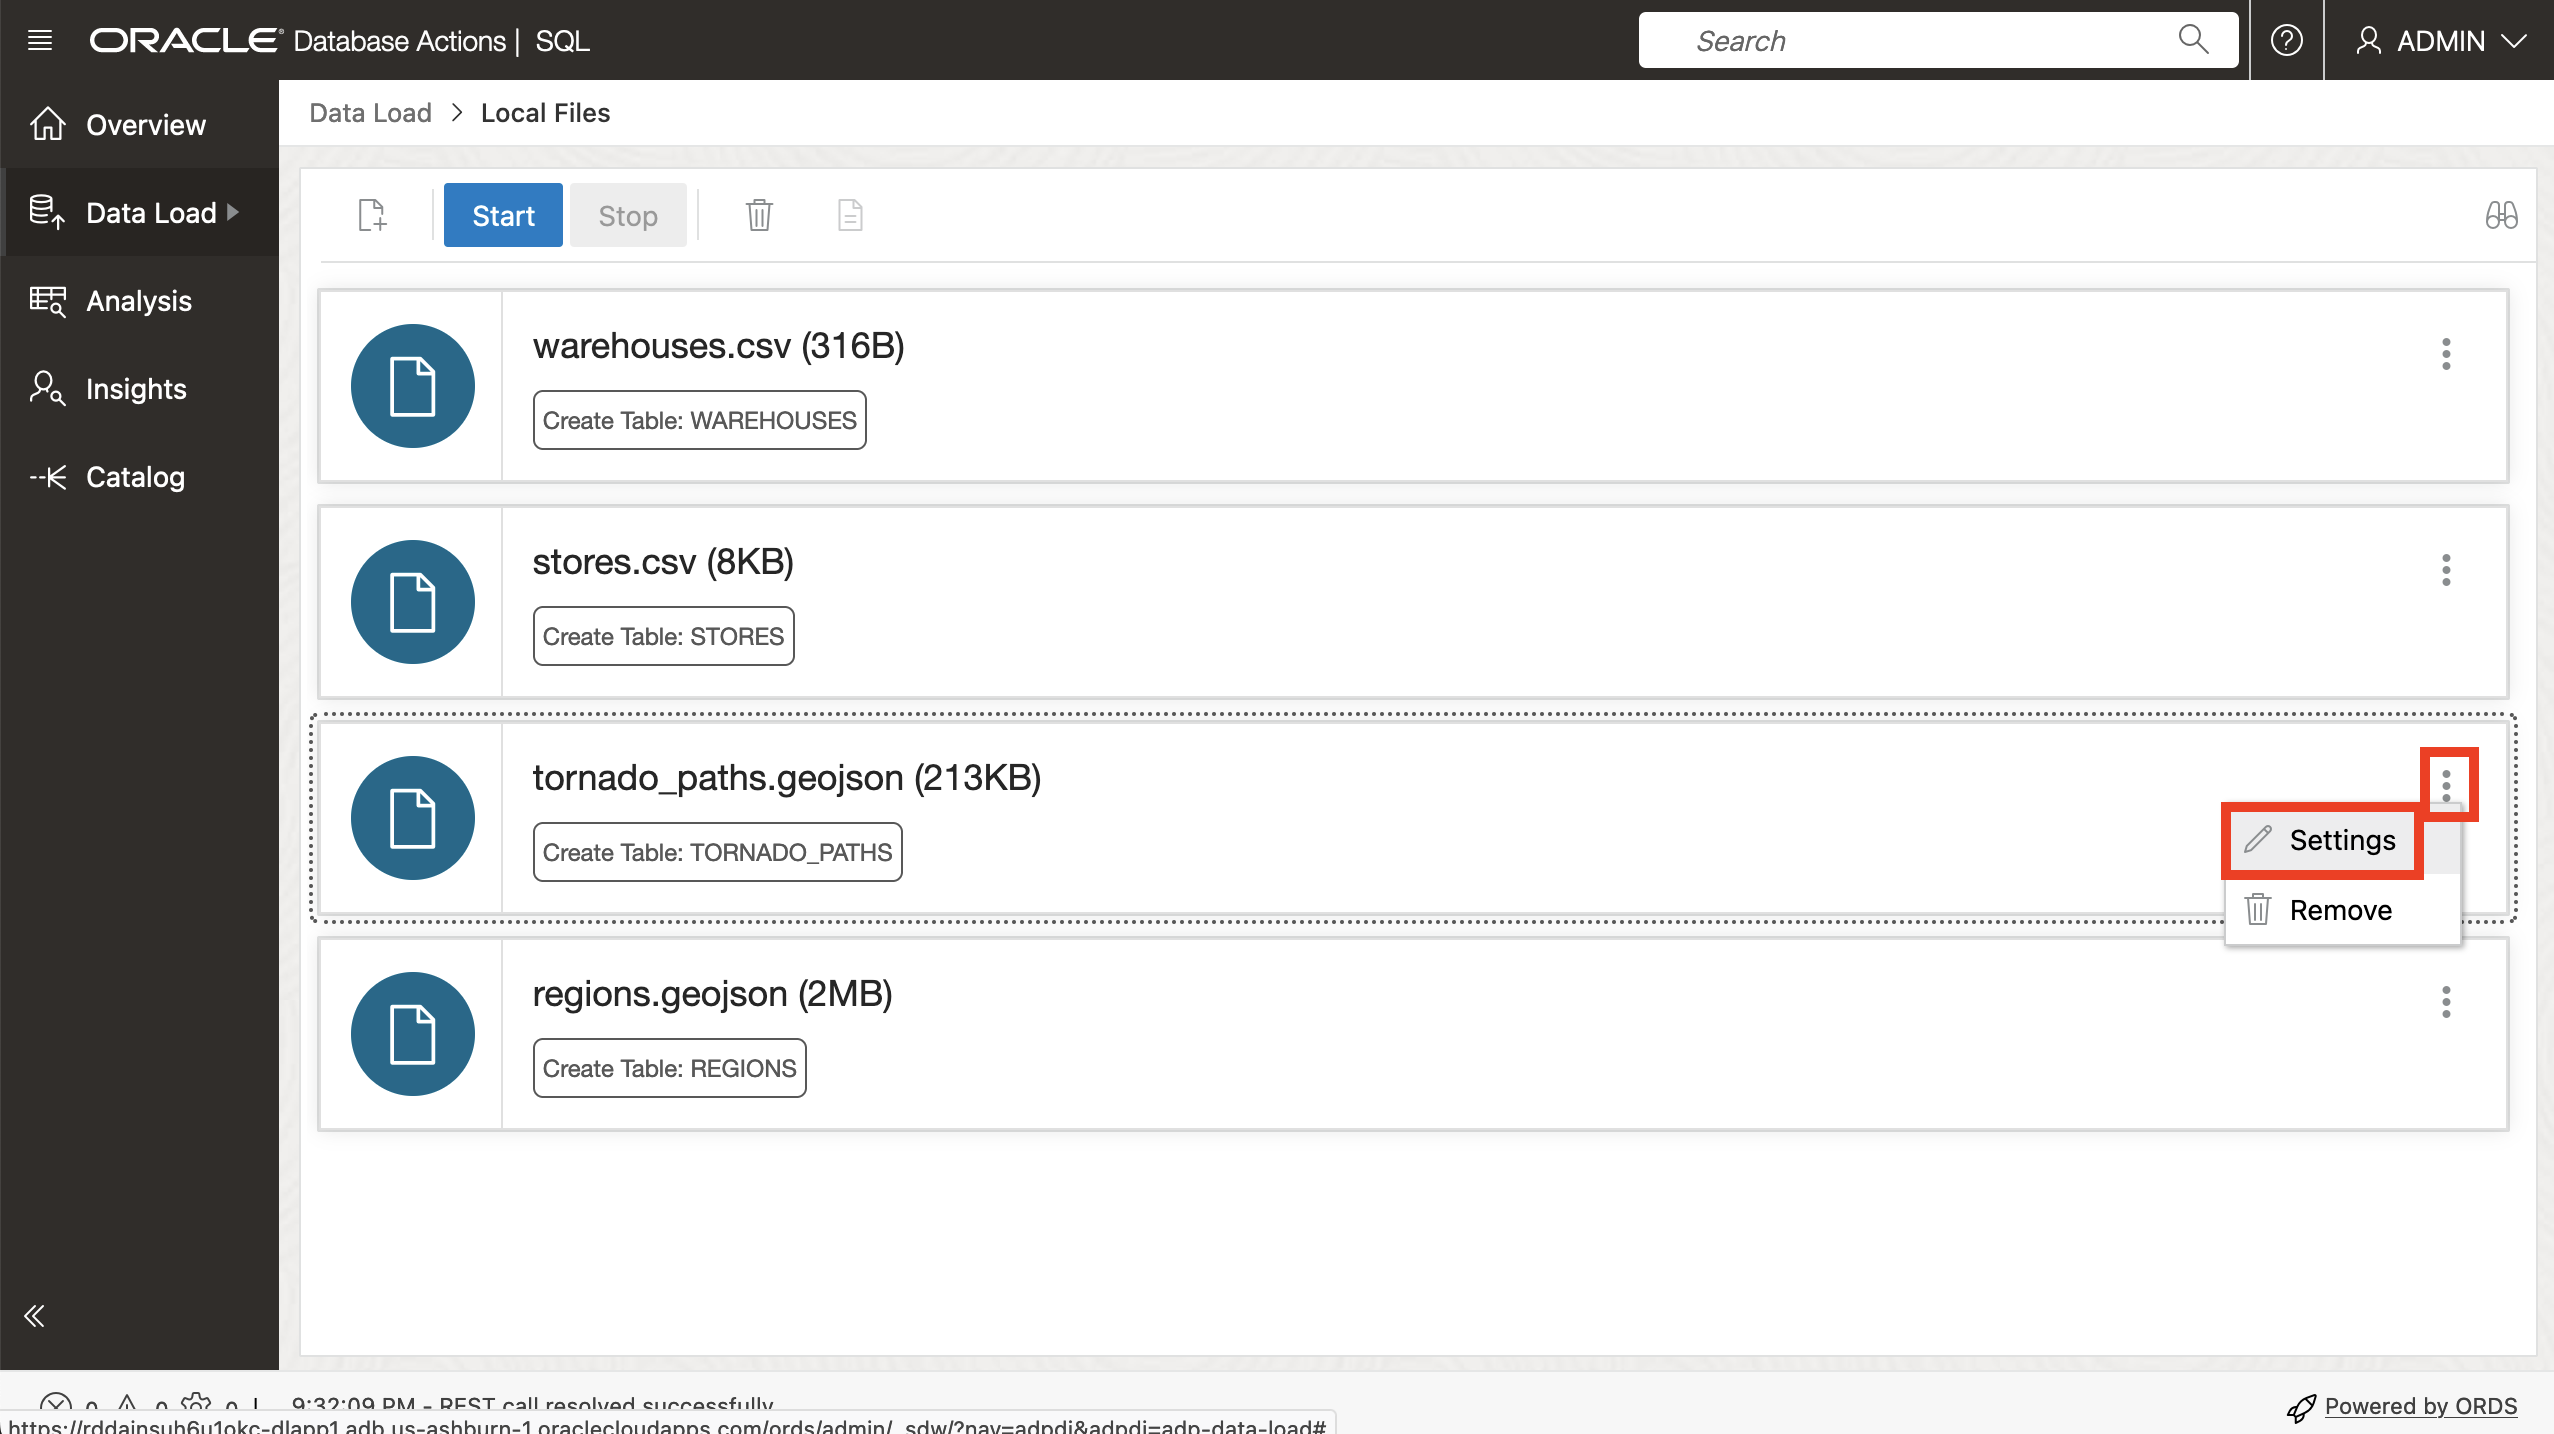 ORACLE Database Actions | SQL
Search
ADMIN
Overview
Data Load
Analysis
Insights
Catalog
Data Load > Local Files
Start
Stop
warehouses.csv (316B)
Create Table: WAREHOUSES
stores.csv (8KB)
Create Table: STORES
tornado_paths.geojson (213KB)
Create Table: TORNADO_PATHS
Settings
Remove
regions.geojson (2MB)
Create Table: REGIONS
0 0 0 | 9:32:09 PM - REST call resolved successfully
Powered by ORDS
https://rddainsuh6u1okc-dlapp1.adb.us-ashburn-1.oraclecloudapps.com/ords/admin/_sdw/?nav=adpdi&adpdi=adp-data-load#